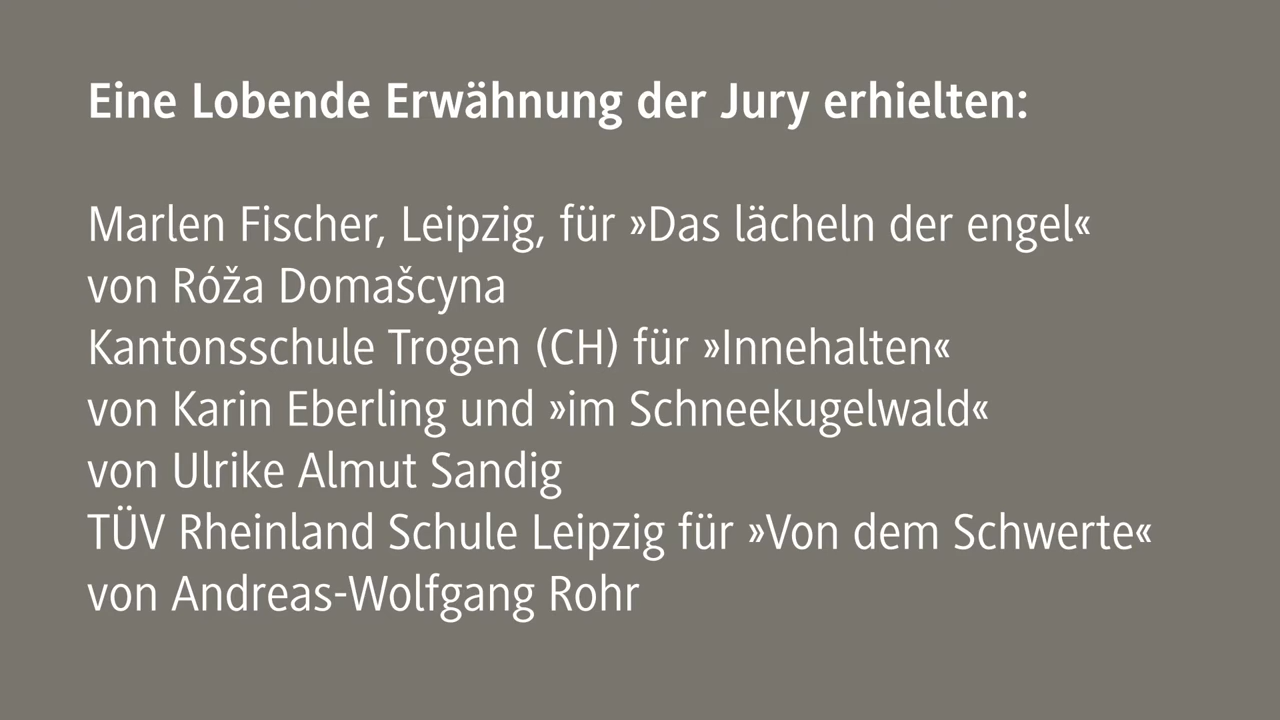 Eine Lobende Erwähnung der Jury erhielten:
Marlen Fischer, Leipzig, für »Das lächeln der engel«
von Róža Domašcyna
Kantonsschule Trogen (CH) für »Innehalten«
von Karin Eberling und »im Schneekugelwald«
von Ulrike Almut Sandig
TÜV Rheinland Schule Leipzig für »Von dem Schwerte«
von Andreas-Wolfgang Rohr